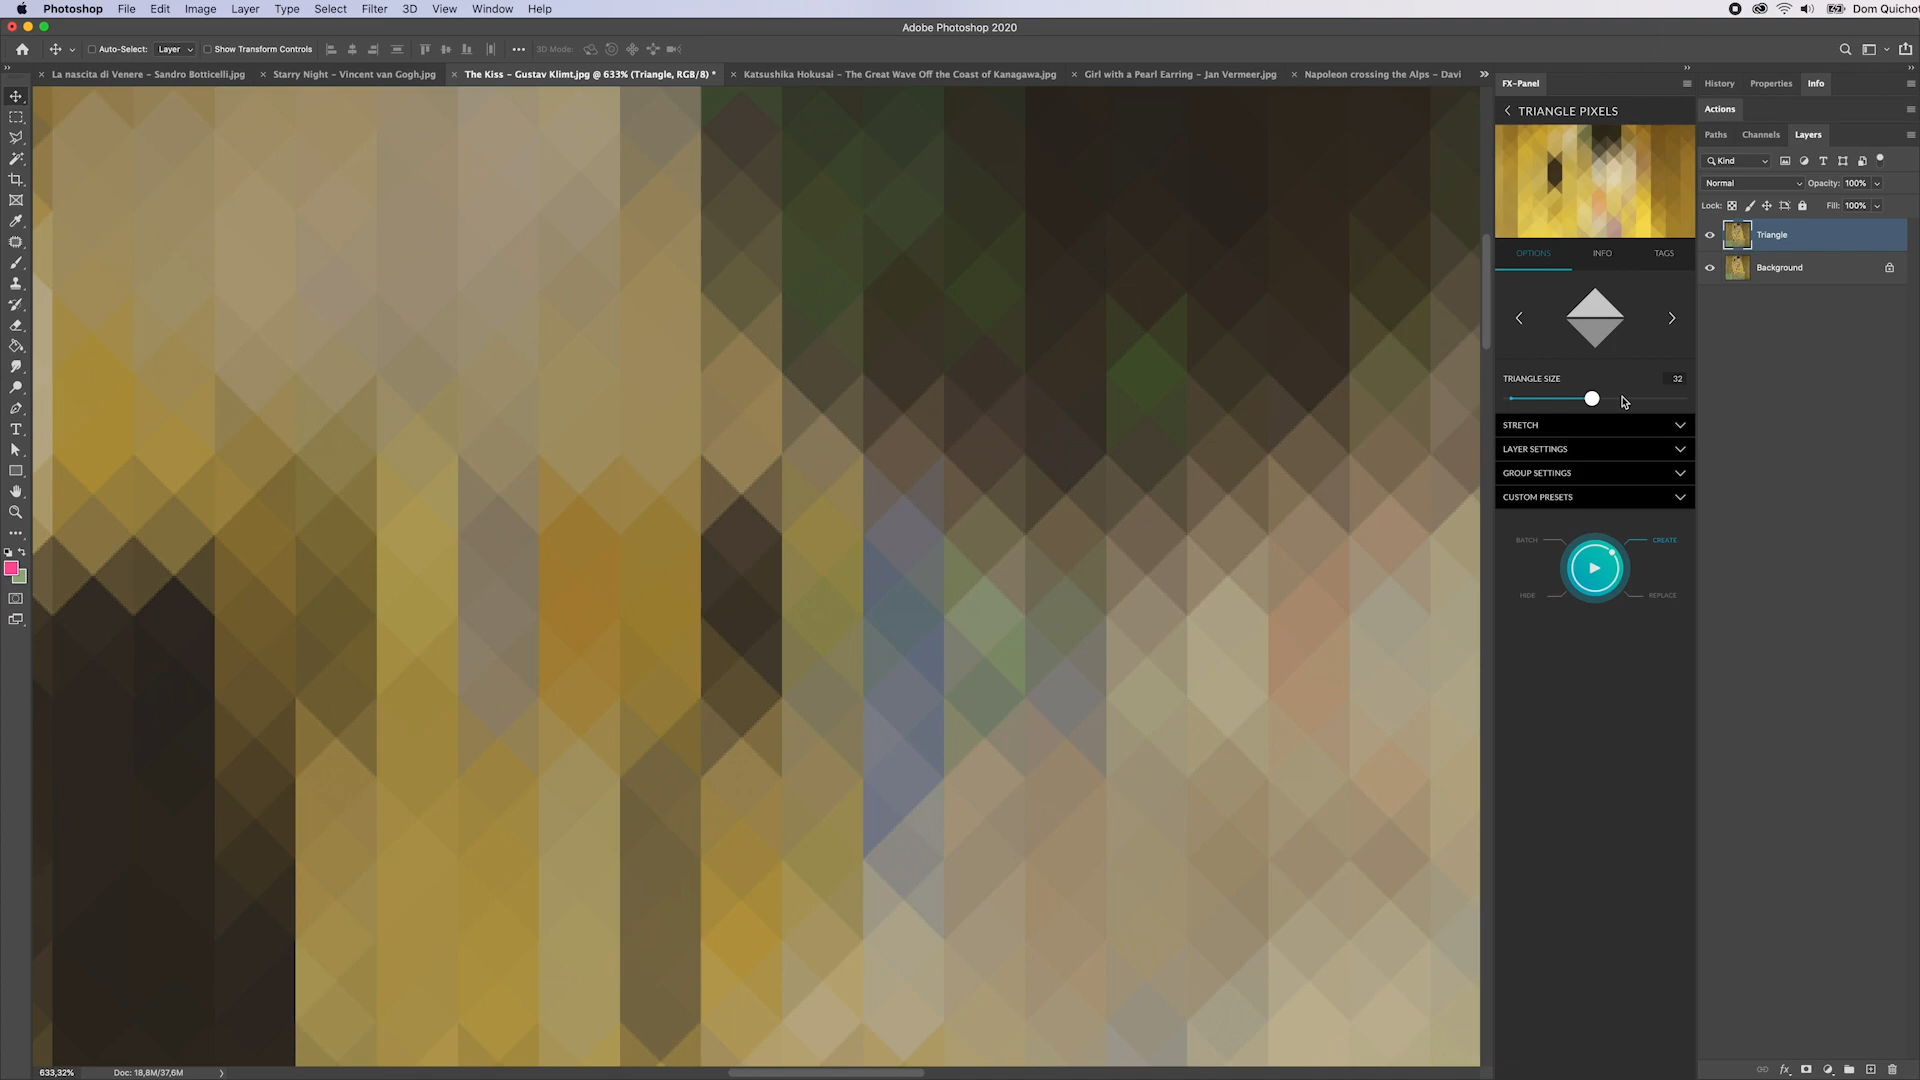 Photoshop File Edit Image Layer Type Select Filter 3D View Window Help Dom Quichot
Adobe Photoshop 2020
Auto-Select: Layer Show Transform Controls 3D Mode:
La nascita di Venere – Sandro Botticelli.jpg Starry Night – Vincent van Gogh.jpg The Kiss – Gustav Klimt.jpg @ 633% (Triangle, RGB/8) * Katsushika Hokusai – The Great Wave Off the Coast of Kanagawa.jpg Girl with a Pearl Earring – Jan Vermeer.jpg Napoleon crossing the Alps – Davi
FX-Panel
TRIANGLE PIXELS
OPTIONS INFO TAGS
TRIANGLE SIZE 32
STRETCH
LAYER SETTINGS
GROUP SETTINGS
CUSTOM PRESETS
BATCH CREATE
HIDE REPLACE
History Properties Info
Actions
Paths Channels Layers
Kind
Normal Opacity: 100%
Lock: Fill: 100%
Triangle
Background
633,32% Doc: 18,8M/37,6M